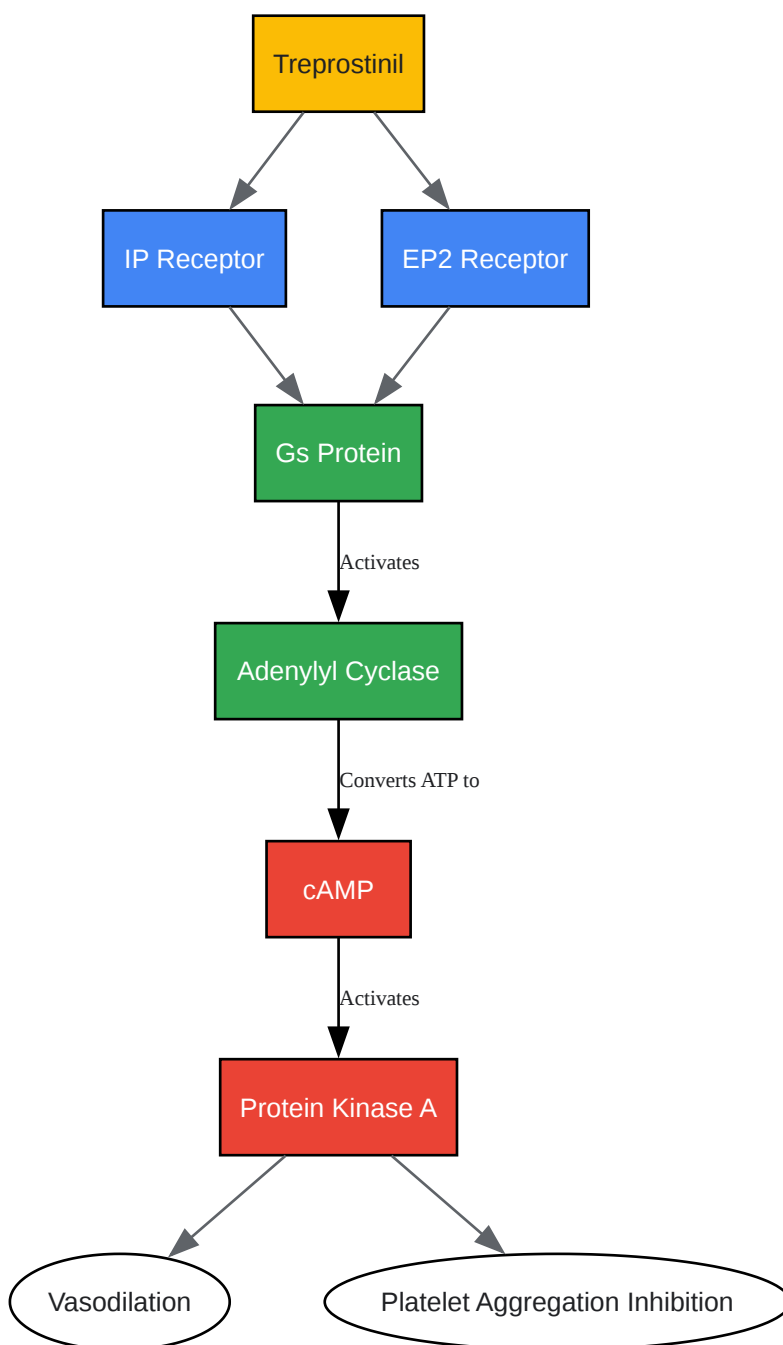 Treprostinil
IP Receptor
EP2 Receptor
Gs Protein
Activates
Adenylyl Cyclase
Converts ATP to
cAMP
Activates
Protein Kinase A
Vasodilation
Platelet Aggregation Inhibition